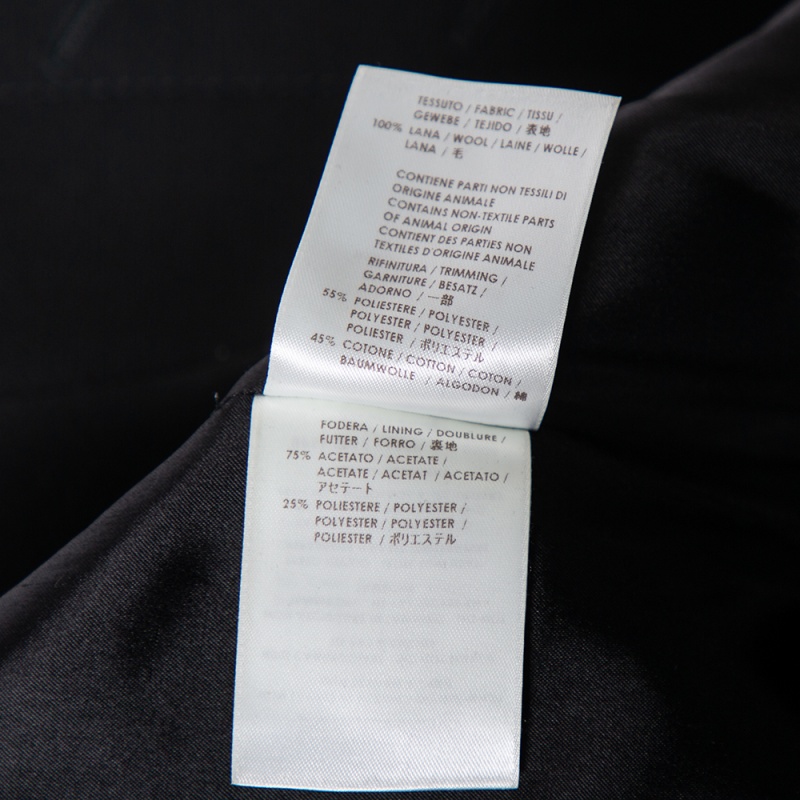 TESSUTO / FABRIC / TISSU /
GEWEBE / TEJIDO / 表地
100% LANA / WOOL / LAINE / WOLLE /
LANA / 毛
CONTIENE PARTI NON TESSILI DI
ORIGINE ANIMALE
CONTAINS NON-TEXTILE PARTS
OF ANIMAL ORIGIN
CONTIENT DES PARTIES NON
TEXTILES D'ORIGINE ANIMALE
RIFINITURA / TRIMMING /
GARNITURE / BESATZ /
ADORNO / 一部
55% POLIESTERE / POLYESTER /
POLYESTER / POLYESTER /
POLIESTER / ポリエステル
45% COTONE / COTTON / COTON /
BAUMWOLLE / ALGODON / 綿
FODERA / LINING / DOUBLURE /
FUTTER / FORRO / 裏地
75% ACETATO / ACETATE /
ACETATE / ACETAT / ACETATO /
アセテート
25% POLIESTERE / POLYESTER /
POLYESTER / POLYESTER /
POLIESTER / ポリエステル